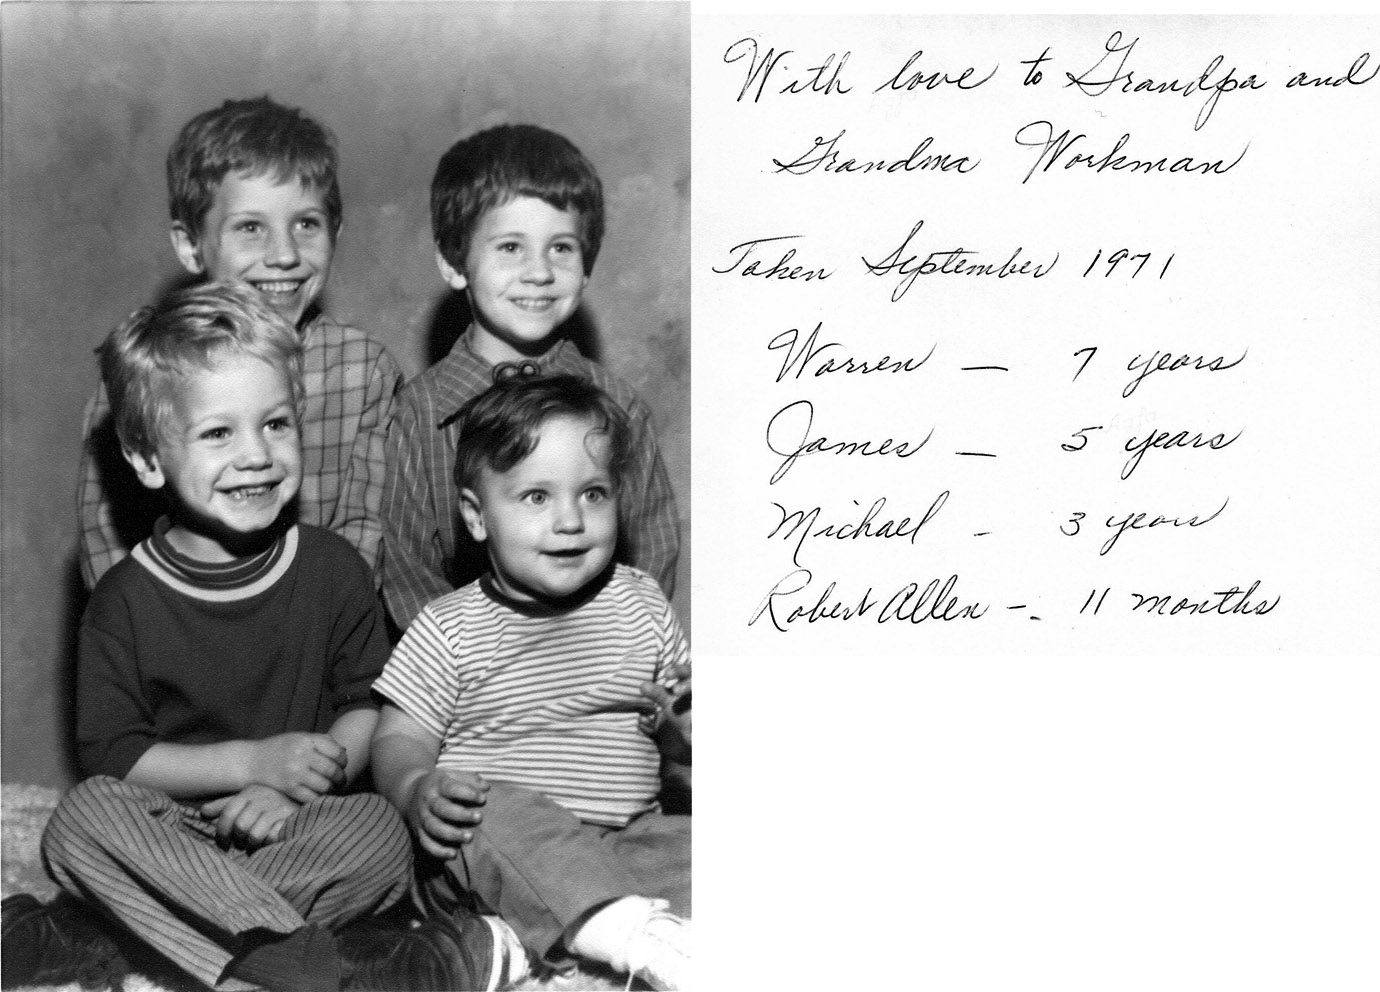 With love to Grandpa and
Grandma Workman
Taken September 1971
Warren — 7 years
James — 5 years
Michael - 3 years
Robert Allen -. 11 months